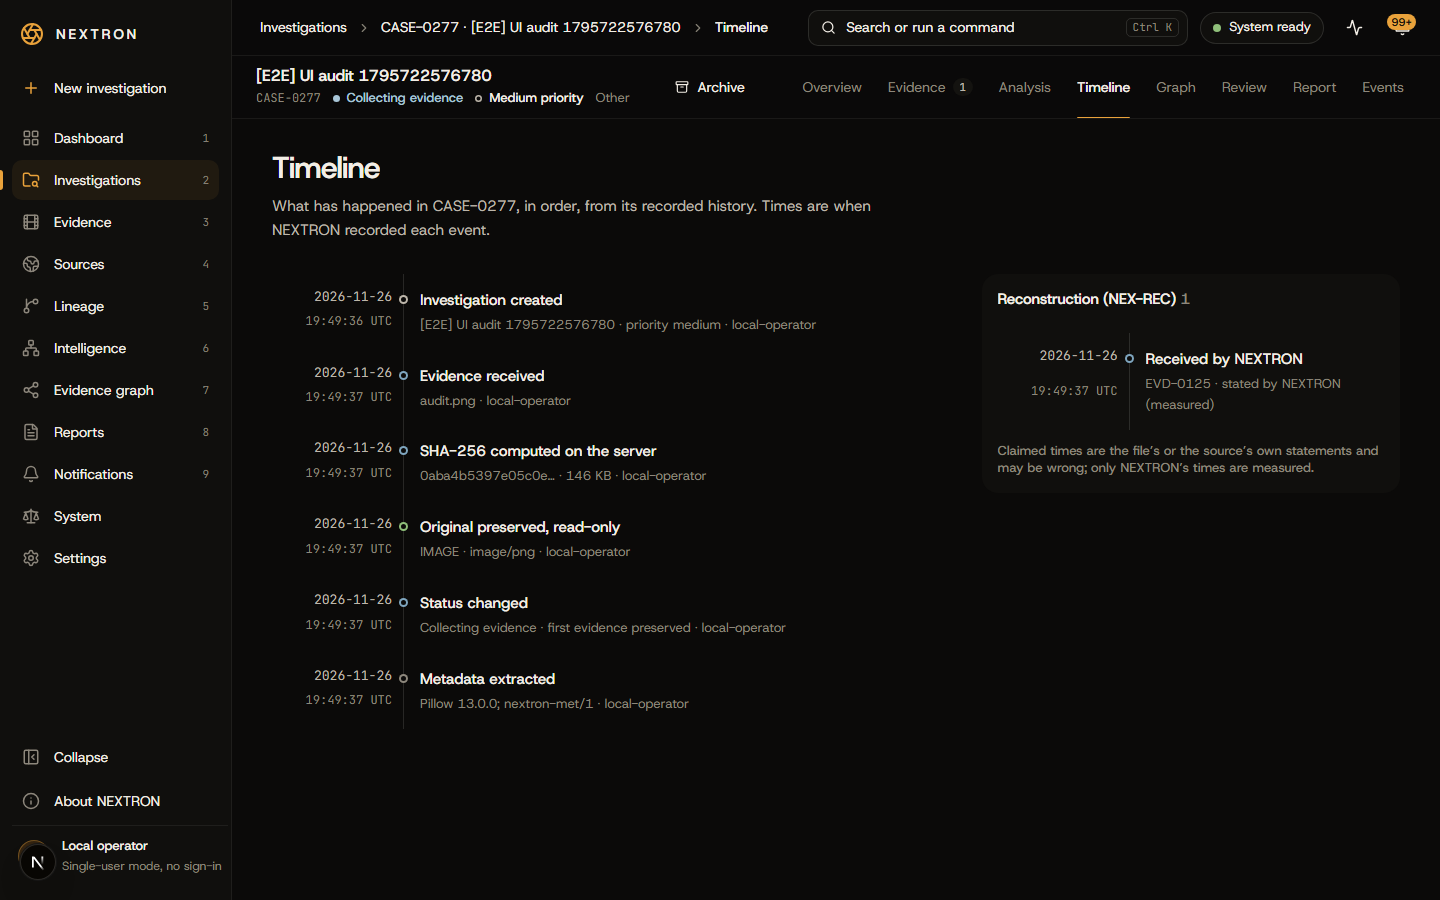 NEXTRON
New investigation
Dashboard 1
Investigations 2
Evidence 3
Sources 4
Lineage 5
Intelligence 6
Evidence graph 7
Reports 8
Notifications 9
System
Settings
Collapse
About NEXTRON
N
Local operator
Single-user mode, no sign-in
Investigations > CASE-0277 · [E2E] UI audit 1795722576780 > Timeline
Search or run a command Ctrl K
System ready
99+
[E2E] UI audit 1795722576780
CASE-0277 Collecting evidence Medium priority Other
Archive
Overview Evidence 1 Analysis Timeline Graph Review Report Events
Timeline
What has happened in CASE-0277, in order, from its recorded history. Times are when
NEXTRON recorded each event.
2026-11-26 Investigation created
19:49:36 UTC [E2E] UI audit 1795722576780 · priority medium · local-operator
2026-11-26 Evidence received
19:49:37 UTC audit.png · local-operator
2026-11-26 SHA-256 computed on the server
19:49:37 UTC 0aba4b5397e05c0e… · 146 KB · local-operator
2026-11-26 Original preserved, read-only
19:49:37 UTC IMAGE · image/png · local-operator
2026-11-26 Status changed
19:49:37 UTC Collecting evidence · first evidence preserved · local-operator
2026-11-26 Metadata extracted
19:49:37 UTC Pillow 13.0.0; nextron-met/1 · local-operator
Reconstruction (NEX-REC) 1
2026-11-26 Received by NEXTRON
19:49:37 UTC EVD-0125 · stated by NEXTRON
(measured)
Claimed times are the file's or the source's own statements and
may be wrong; only NEXTRON's times are measured.